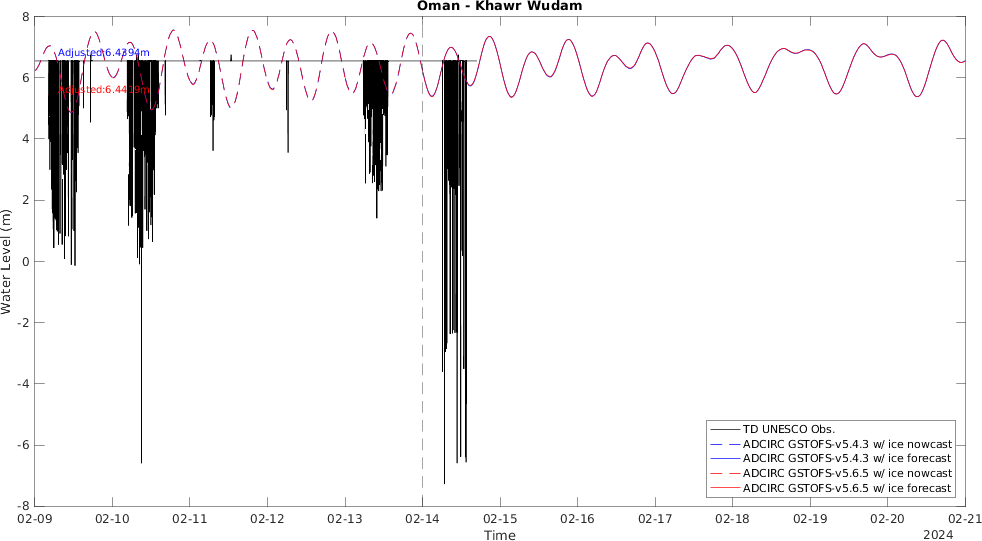 Oman - Khawr Wudam
8
6
4
2
0
-2
-4
-6
-8
Water Level (m)
Adjusted:6.4394m
Adjusted:6.4419m
TD UNESCO Obs.
ADCIRC GSTOFS-v5.4.3 w/ ice nowcast
ADCIRC GSTOFS-v5.4.3 w/ ice forecast
ADCIRC GSTOFS-v5.6.5 w/ ice nowcast
ADCIRC GSTOFS-v5.6.5 w/ ice forecast
02-09 02-10 02-11 02-12 02-13 02-14 02-15 02-16 02-17 02-18 02-19 02-20 02-21
Time
2024